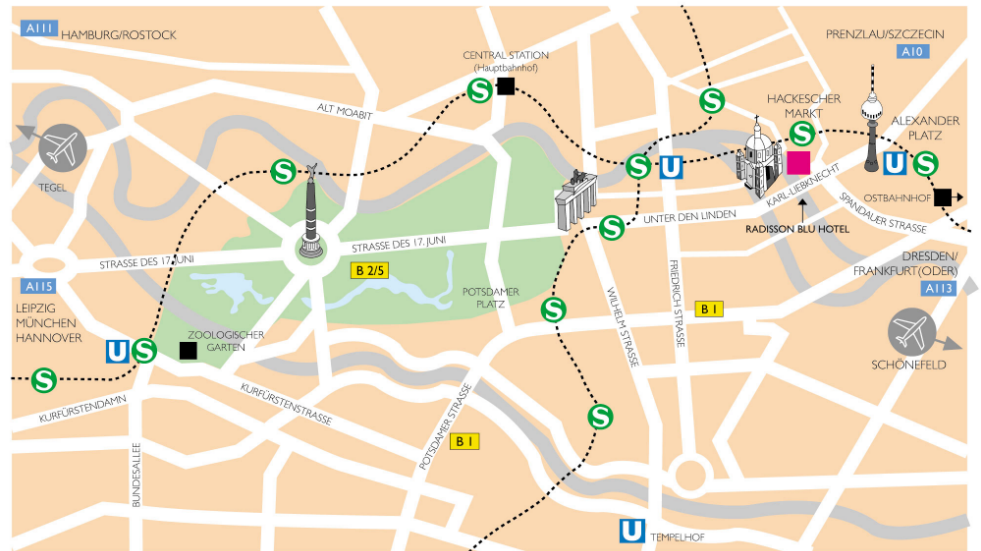 A111
HAMBURG/ROSTOCK
CENTRAL STATION
(Hauptbahnhof)
PRENZLAU/SZCZECIN
A10
S
S
HACKESCHER
MARKT
S
ALEXANDER
PLATZ
ALT MOABIT
TEGEL
S
S
U
U
S
OSTBAHNHOF
KARL-LIEBKNECHT
SPANDAUER STRASSE
UNTER DEN LINDEN
S
RADISSON BLU HOTEL
STRASSE DES 17. JUNI
STRASSE DES 17. JUNI
B 2/5
DRESDEN/
FRANKFURT(ODER)
A113
A115
LEIPZIG
MÜNCHEN
HANNOVER
POTSDAMER
PLATZ
S
WILHELM STRASSE
FRIEDRICH STRASSE
B 1
SCHÖNEFELD
U
S
ZOOLOGISCHER
GARTEN
S
KURFÜRSTENDAMN
KURFÜRSTENSTRASSE
BUNDESALLEE
POTSDAMER STRASSE
B 1
S
U
TEMPELHOF